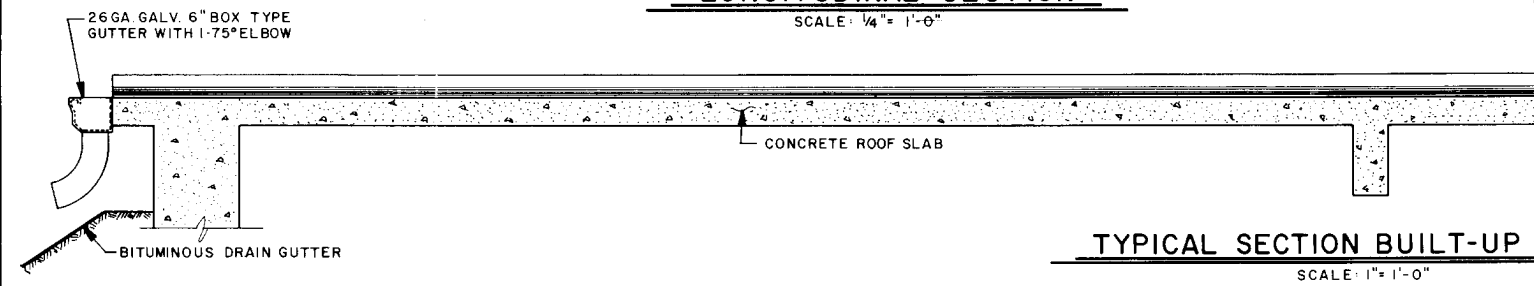 SCALE: 1/4"= 1'-0"
26 GA. GALV. 6" BOX TYPE
GUTTER WITH 1-75° ELBOW
CONCRETE ROOF SLAB
BITUMINOUS DRAIN GUTTER
TYPICAL SECTION BUILT-UP
SCALE: 1"= 1'-0"